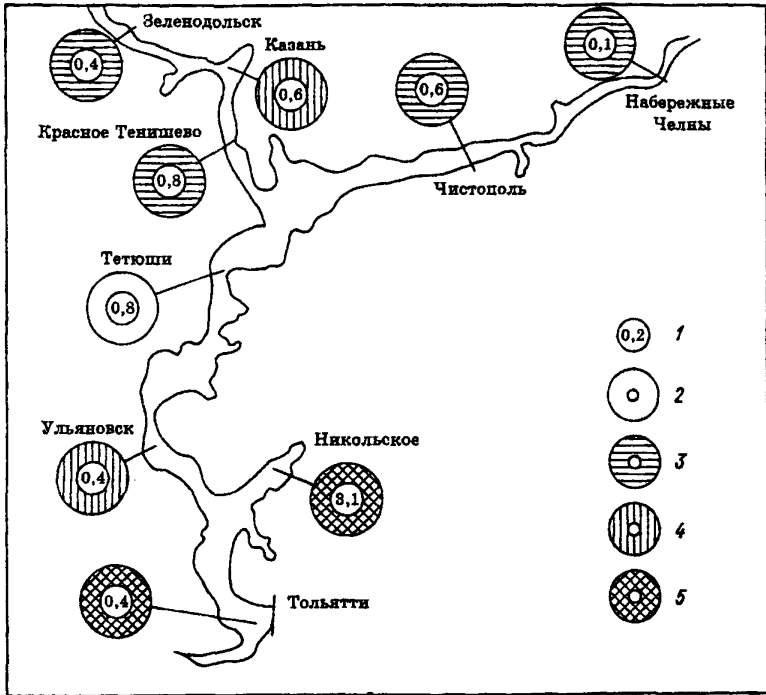 Зеленодольск
0,4
Казань
0,6
0,6
0,1
Набережные
Челны
Красное Тенишево
0,8
Чистополь
Тетюши
0,8
0,2 1
2
Ульяновск
0,4
Никольское
3,1
3
4
0,4
Тольятти
5